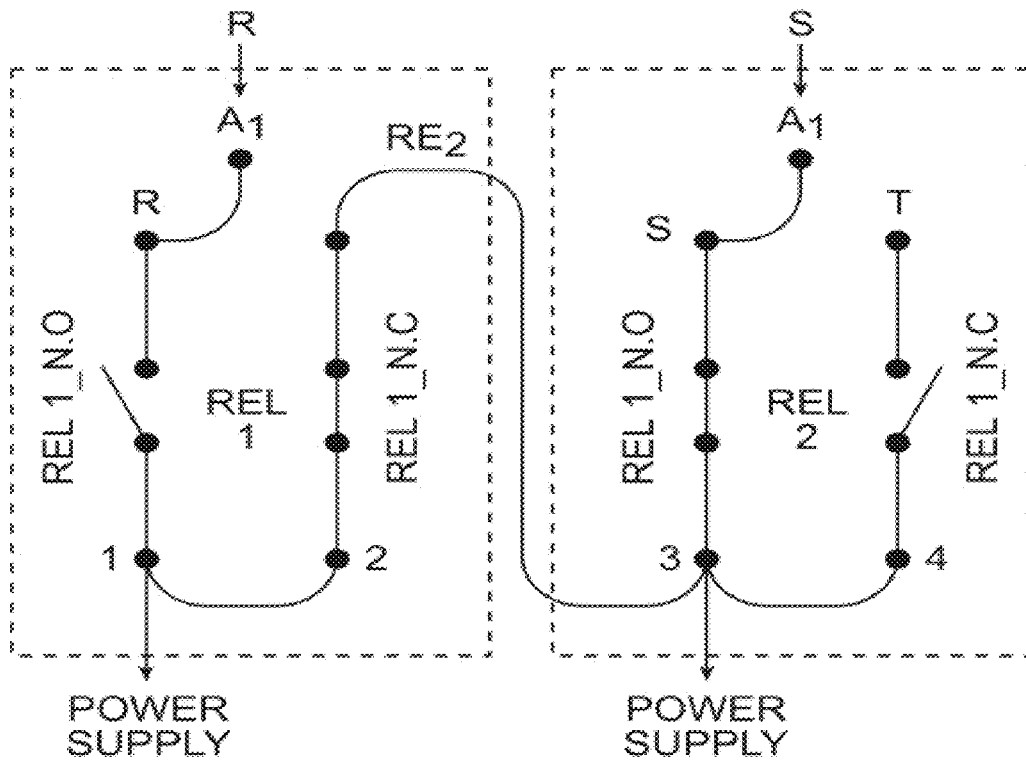 R
S
A1
RE2
A1
R
S
T
REL 1_N.O
REL
1
REL 1_N.C
REL 1_N.O
REL
2
REL 1_N.C
1
2
3
4
POWER
SUPPLY
POWER
SUPPLY